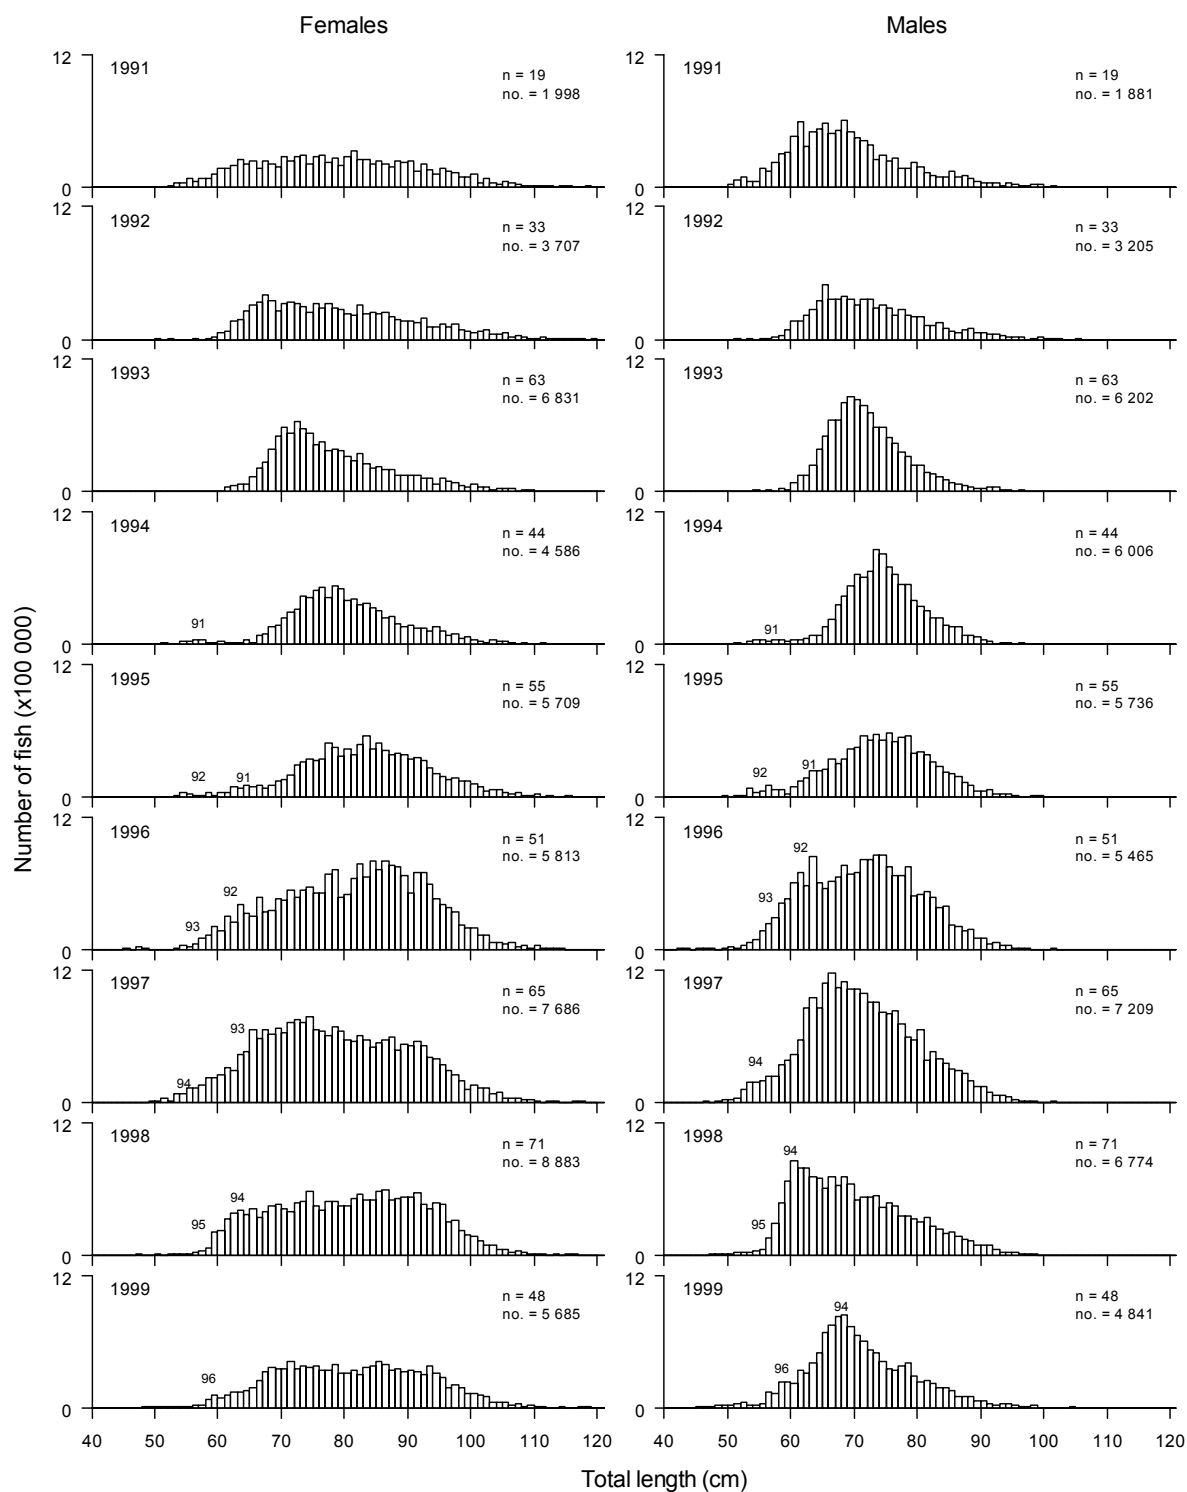 Females Males
12 1991 n = 19 12 1991 n = 19
no. = 1 998 no. = 1 881
0 0
12 1992 n = 33 12 1992 n = 33
no. = 3 707 no. = 3 205
0 0
12 1993 n = 63 12 1993 n = 63
no. = 6 831 no. = 6 202
0 0
12 1994 n = 44 12 1994 n = 44
no. = 4 586 no. = 6 006
91 91
0 0
12 1995 n = 55 12 1995 n = 55
no. = 5 709 no. = 5 736
92 91 92 91
0 0
Number of fish (x100 000)
12 1996 n = 51 12 1996 n = 51
no. = 5 813 92 no. = 5 465
92 93
93
0 0
12 1997 n = 65 12 1997 n = 65
no. = 7 686 no. = 7 209
93
94 94
0 0
12 1998 n = 71 12 1998 n = 71
no. = 8 883 94 no. = 6 774
94
95 95
0 0
12 1999 n = 48 12 1999 n = 48
no. = 5 685 94 no. = 4 841
96 96
0 0
40 50 60 70 80 90 100 110 120 40 50 60 70 80 90 100 110 120
Total length (cm)